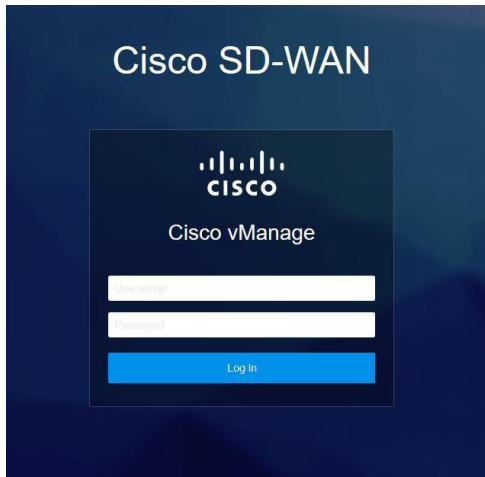 Cisco SD-WAN
CISCO
Cisco vManage
Username
Password
Log In